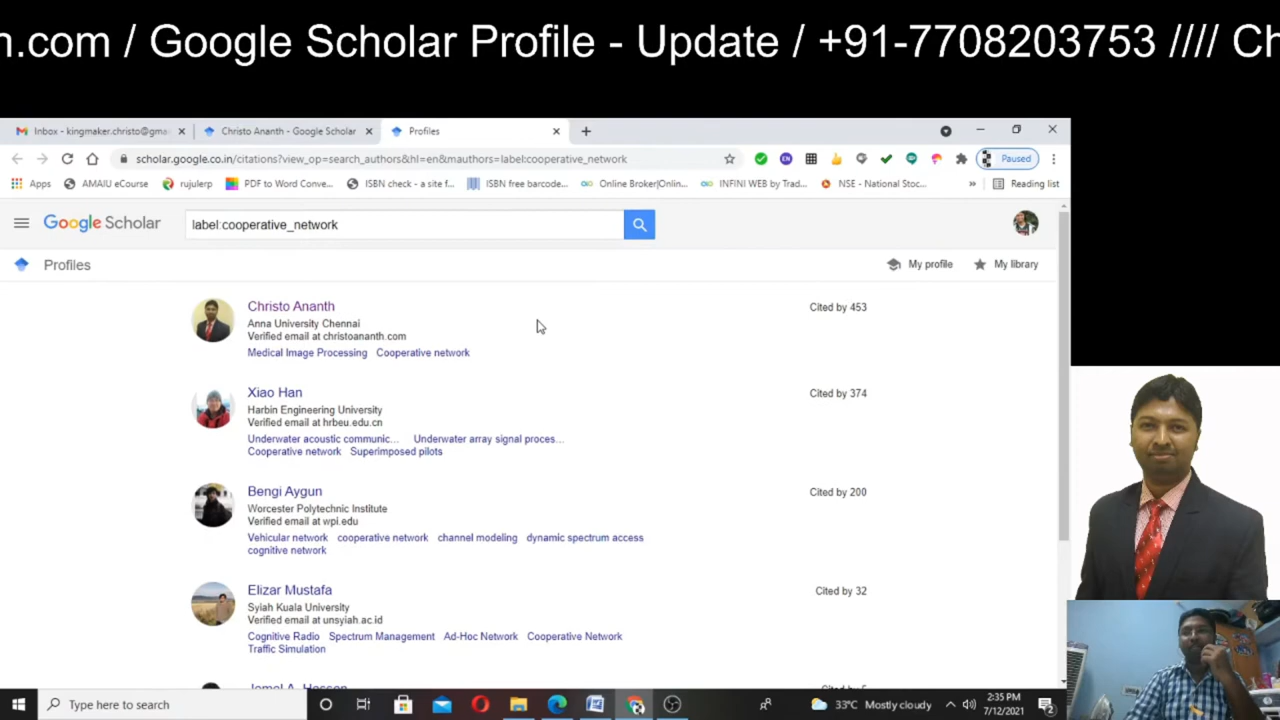 n.com / Google Scholar Profile - Update / +91-7708203753 //// Ch
Inbox - kingmaker.christo@gma
Christo Ananth - Google Scholar
Profiles
scholar.google.co.in/citations?view_op=search_authors&hl=en&mauthors=label:cooperative_network
Paused
Apps
AMAIU eCourse
rujulerp
PDF to Word Conve...
ISBN check - a site f...
ISBN free barcode...
Online Broker|Onlin...
INFINI WEB by Trad...
NSE - National Stoc...
»
Reading list
Google Scholar
label:cooperative_network
Profiles
My profile
My library
Christo Ananth
Cited by 453
Anna University Chennai
Verified email at christoananth.com
Medical Image Processing Cooperative network
Xiao Han
Cited by 374
Harbin Engineering University
Verified email at hrbeu.edu.cn
Underwater acoustic communic... Underwater array signal proces...
Cooperative network Superimposed pilots
Bengi Aygun
Cited by 200
Worcester Polytechnic Institute
Verified email at wpi.edu
Vehicular network cooperative network channel modeling dynamic spectrum access
cognitive network
Elizar Mustafa
Cited by 32
Syiah Kuala University
Verified email at unsyiah.ac.id
Cognitive Radio Spectrum Management Ad-Hoc Network Cooperative Network
Traffic Simulation
Type here to search
33°C Mostly cloudy
2:35 PM
7/12/2021
2